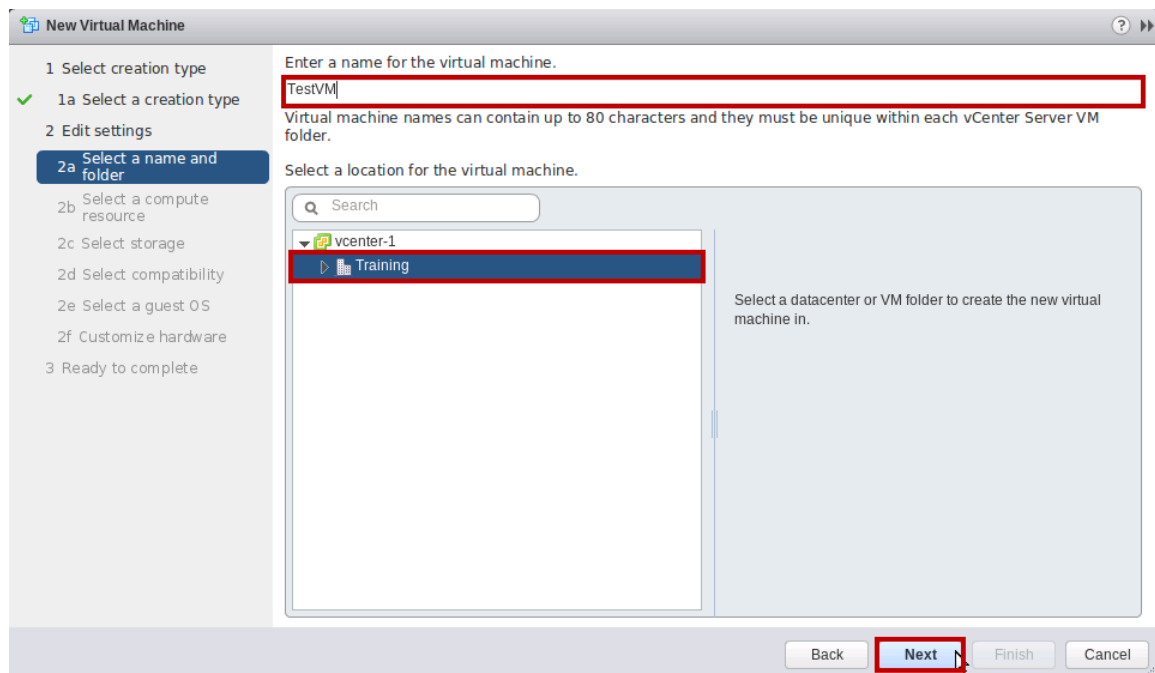 New Virtual Machine
?
1 Select creation type
1a Select a creation type
2 Edit settings
2a Select a name and
folder
2b Select a compute
resource
2c Select storage
2d Select compatibility
2e Select a guest OS
2f Customize hardware
3 Ready to complete
Enter a name for the virtual machine.
TestVM
Virtual machine names can contain up to 80 characters and they must be unique within each vCenter Server VM
folder.
Select a location for the virtual machine.
Search
vcenter-1
Training
Select a datacenter or VM folder to create the new virtual
machine in.
Back
Next
Finish
Cancel